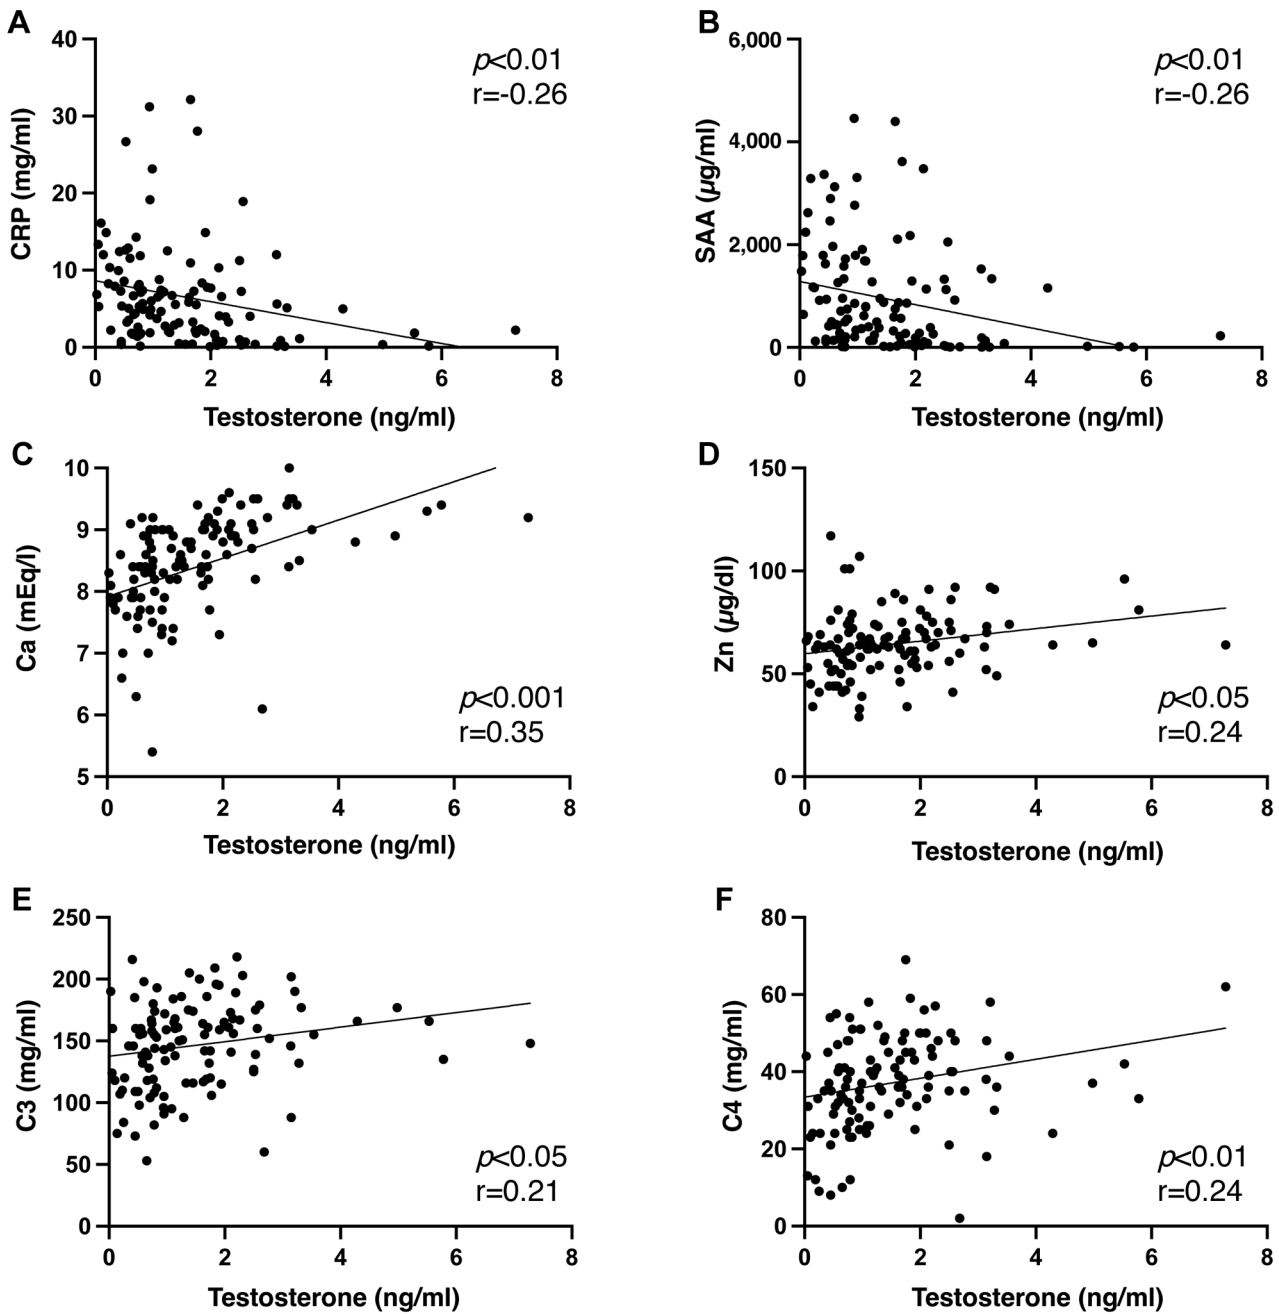 A
CRP (mg/ml)
40
30
20
10
0
p<0.01
r=-0.26
0 2 4 6 8
Testosterone (ng/ml)
B
SAA (µg/ml)
6,000
4,000
2,000
0
p<0.01
r=-0.26
0 2 4 6 8
Testosterone (ng/ml)
C
Ca (mEq/l)
10
9
8
7
6
5
p<0.001
r=0.35
0 2 4 6 8
Testosterone (ng/ml)
D
Zn (µg/dl)
150
100
50
0
p<0.05
r=0.24
0 2 4 6 8
Testosterone (ng/ml)
E
C3 (mg/ml)
250
200
150
100
50
0
p<0.05
r=0.21
0 2 4 6 8
Testosterone (ng/ml)
F
C4 (mg/ml)
80
60
40
20
0
p<0.01
r=0.24
0 2 4 6 8
Testosterone (ng/ml)